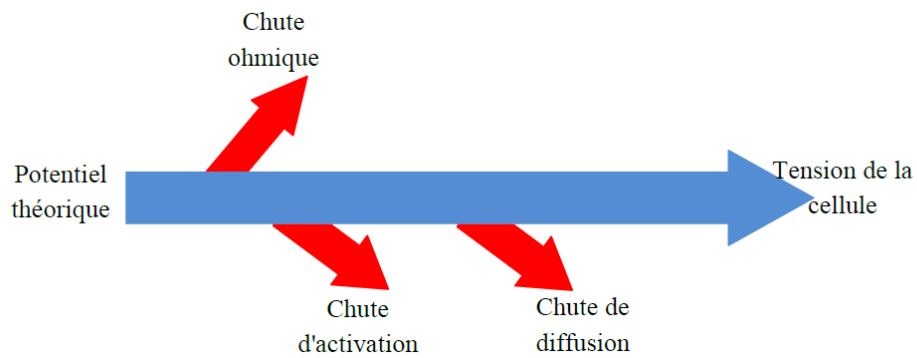 Chute
ohmique
Potentiel
théorique
Tension de la
cellule
Chute
d'activation
Chute de
diffusion